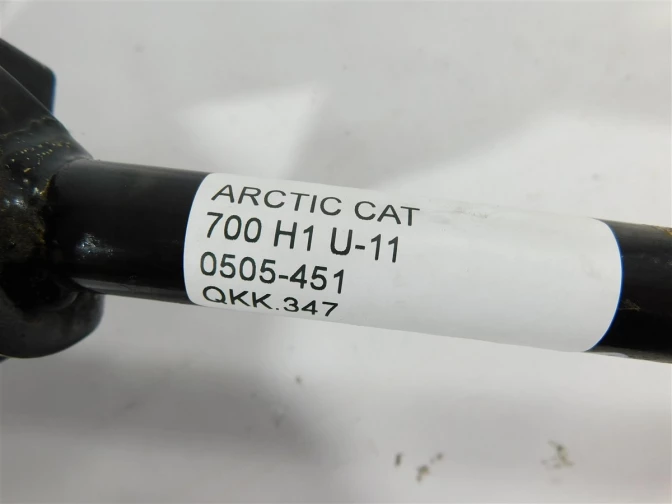 ARCTIC CAT
700 H1 U-11
0505-451
QKK.347